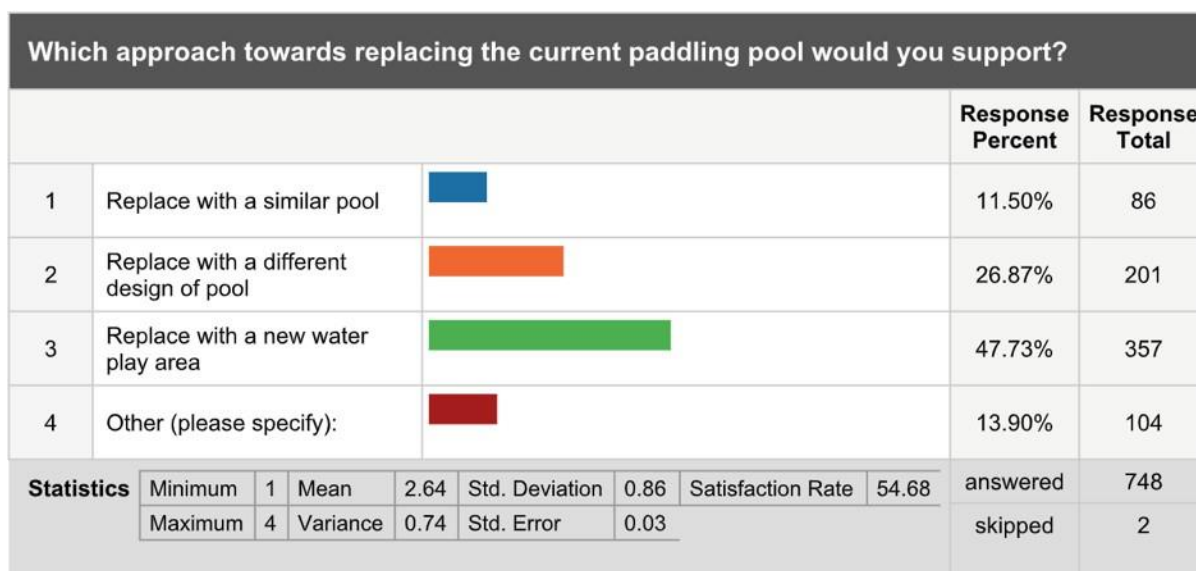 Which approach towards replacing the current paddling pool would you support?
Response Percent Response Total
1 Replace with a similar pool 11.50% 86
2 Replace with a different design of pool 26.87% 201
3 Replace with a new water play area 47.73% 357
4 Other (please specify): 13.90% 104
Statistics Minimum 1 Mean 2.64 Std. Deviation 0.86 Satisfaction Rate 54.68 answered 748
Maximum 4 Variance 0.74 Std. Error 0.03 skipped 2